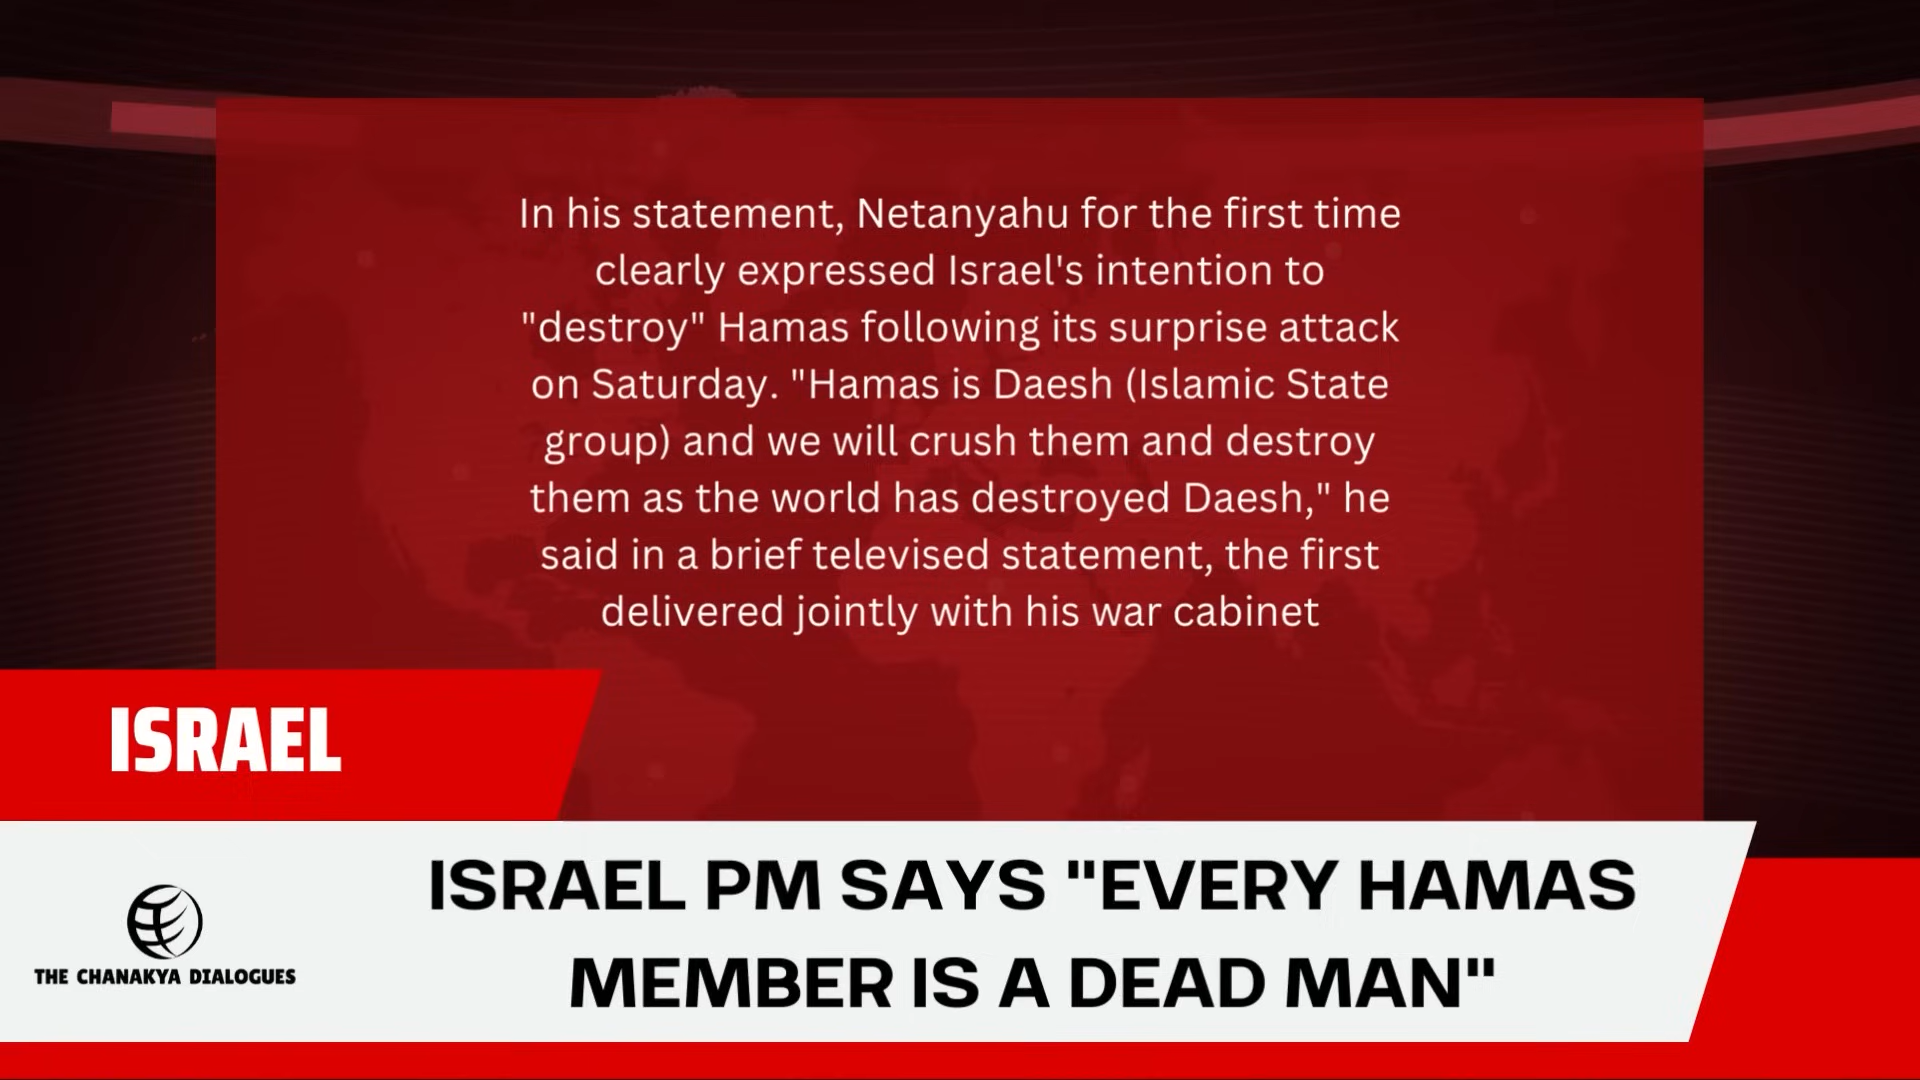 In his statement, Netanyahu for the first time
clearly expressed Israel's intention to
"destroy" Hamas following its surprise attack
on Saturday. "Hamas is Daesh (Islamic State
group) and we will crush them and destroy
them as the world has destroyed Daesh," he
said in a brief televised statement, the first
delivered jointly with his war cabinet
ISRAEL
ISRAEL PM SAYS "EVERY HAMAS
MEMBER IS A DEAD MAN"
THE CHANAKYA DIALOGUES